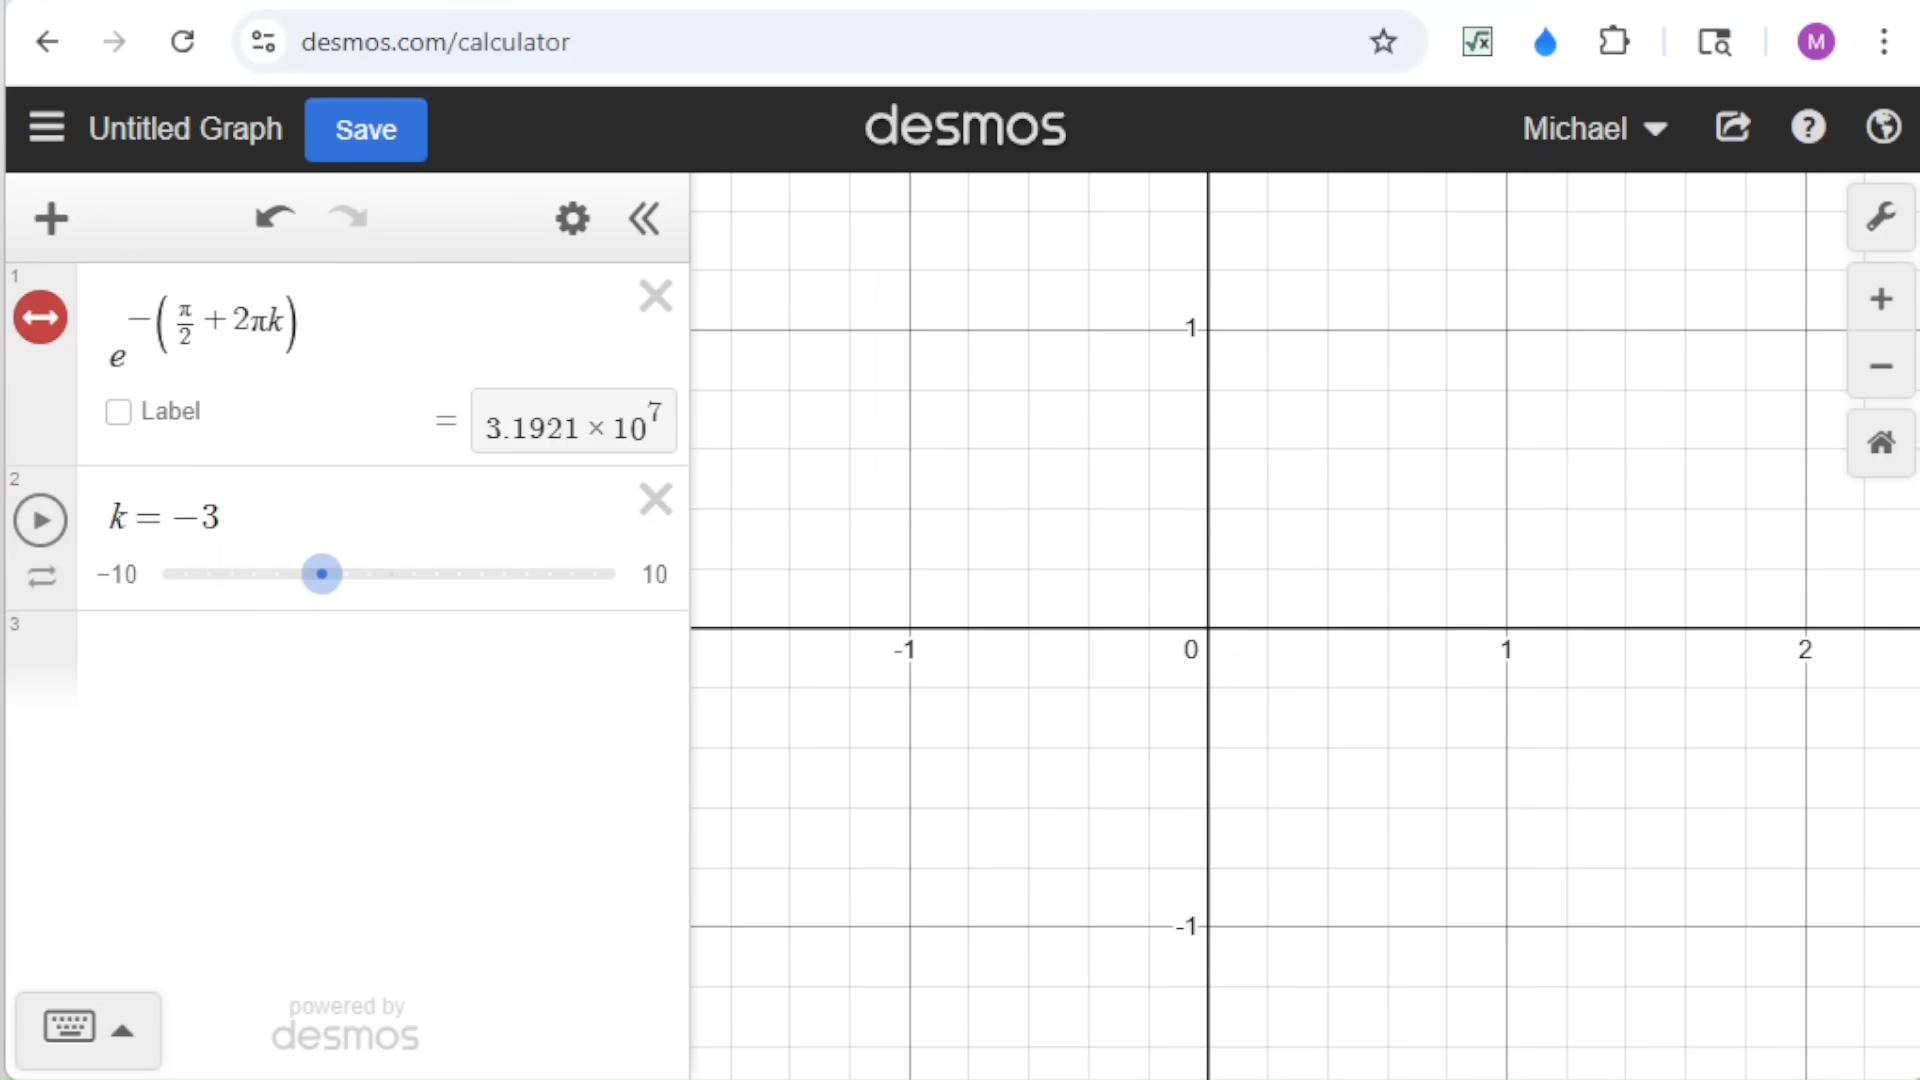 desmos.com/calculator
M
Untitled Graph
Save
desmos
Michael
?
1
e^{-(π/2 + 2πk)}
Label
= 3.1921 × 10^7
2
k = −3
−10
10
3
powered by
desmos
1
-1
0
1
2
-1